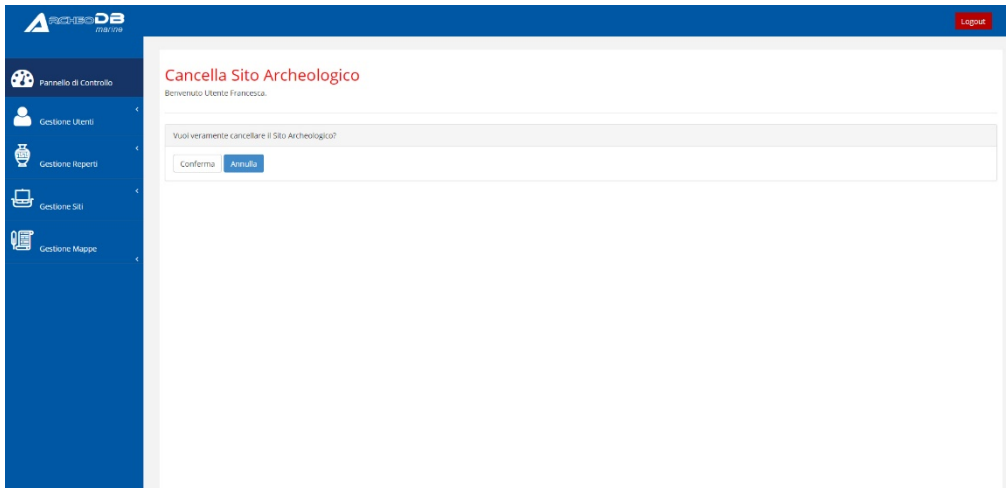 ARCHEODB
marine
Logout
Pannello di Controllo
Gestione Utenti
Gestione Reperti
Gestione Siti
Gestione Mappe
Cancella Sito Archeologico
Benvenuto Utente Francesca.
Vuoi veramente cancellare il Sito Archeologico?
Conferma Annulla